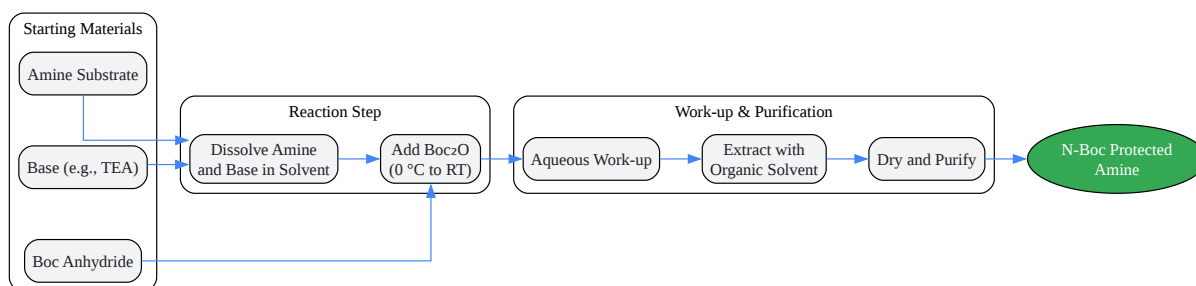 Starting Materials
Amine Substrate
Base (e.g., TEA)
Boc Anhydride
Reaction Step
Dissolve Amine
and Base in Solvent
Add Boc₂O
(0 °C to RT)
Work-up & Purification
Aqueous Work-up
Extract with
Organic Solvent
Dry and Purify
N-Boc Protected
Amine